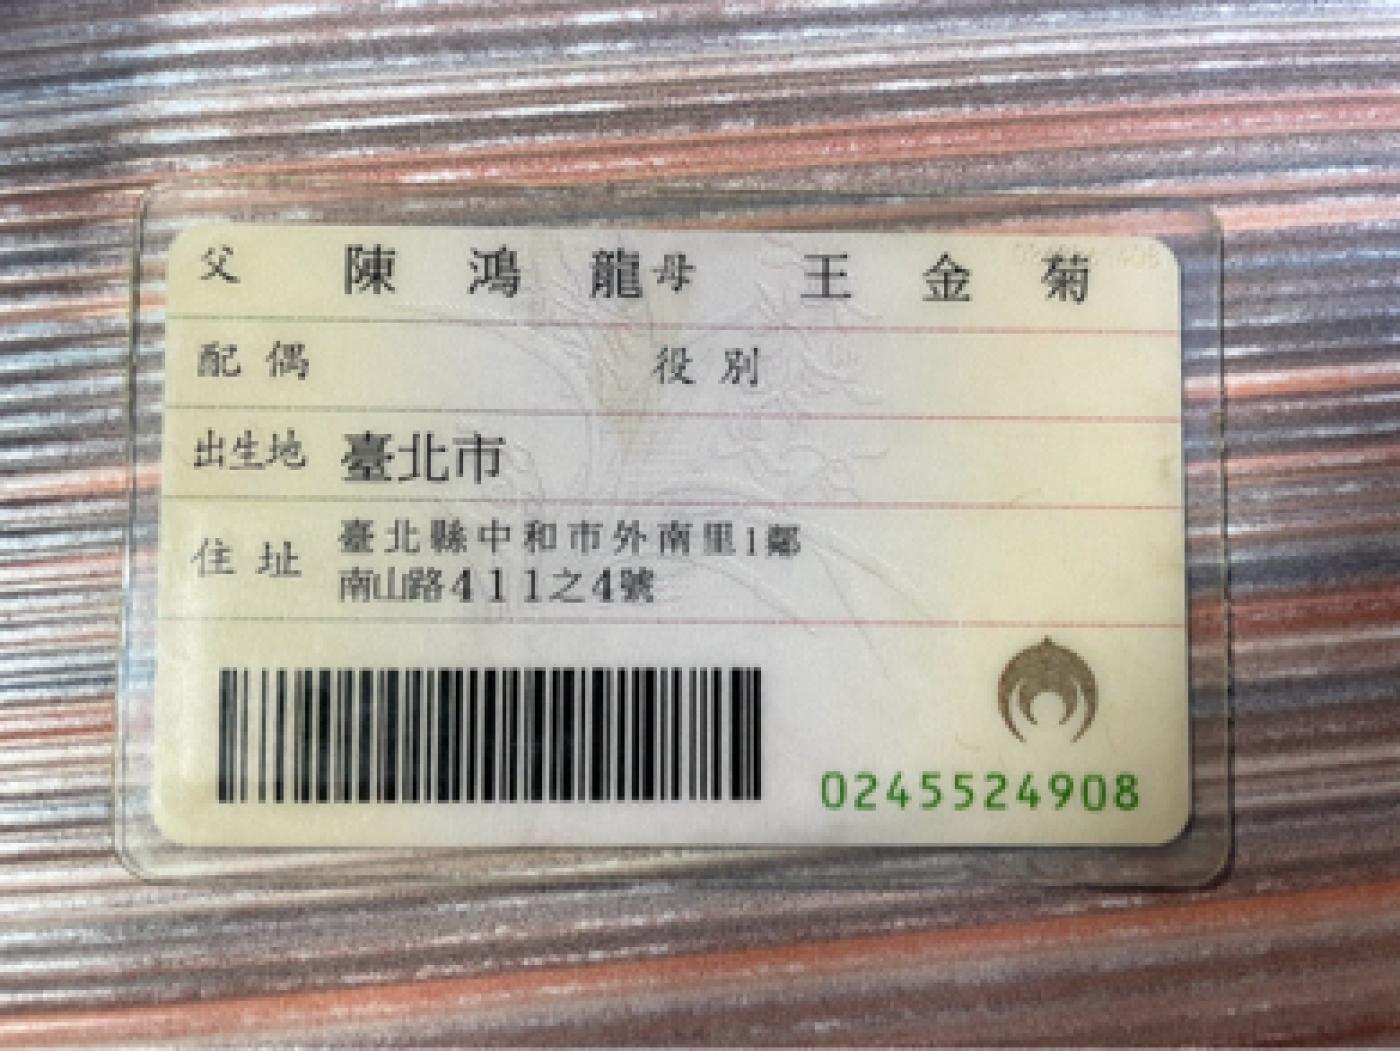 父 陳鴻龍 母 王金菊
配偶 役別
出生地 臺北市
住址 臺北縣中和市外南里1鄰
南山路411之4號
0245524908